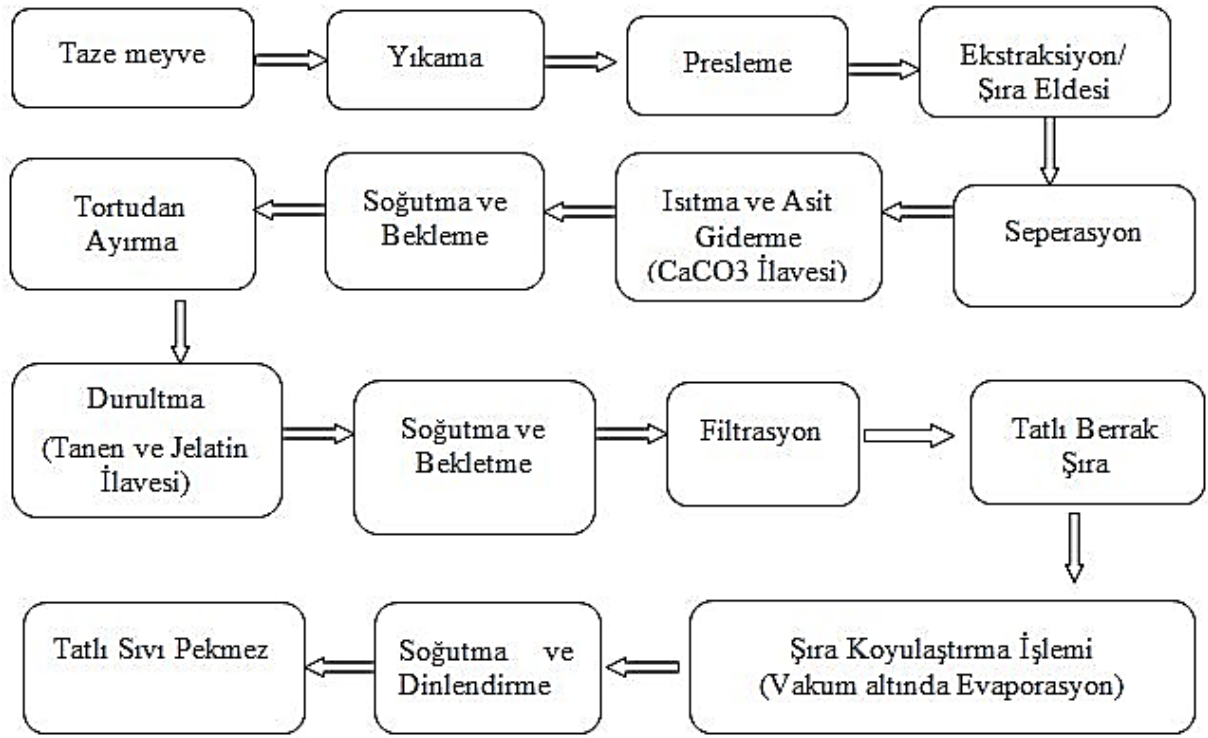 Taze meyve
Yıkama
Presleme
Ekstraksiyon/
Şıra Eldesi
Seperasyon
Isıtma ve Asit
Giderme
(CaCO3 İlavesi)
Soğutma ve
Bekleme
Tortudan
Ayırma
Durultma
(Tanen ve Jelatin
İlavesi)
Soğutma ve
Bekletme
Filtrasyon
Tatlı Berrak
Şıra
Şıra Koyulaştırma İşlemi
(Vakum altında Evaporasyon)
Soğutma ve
Dinlendirme
Tatlı Sıvı Pekmez